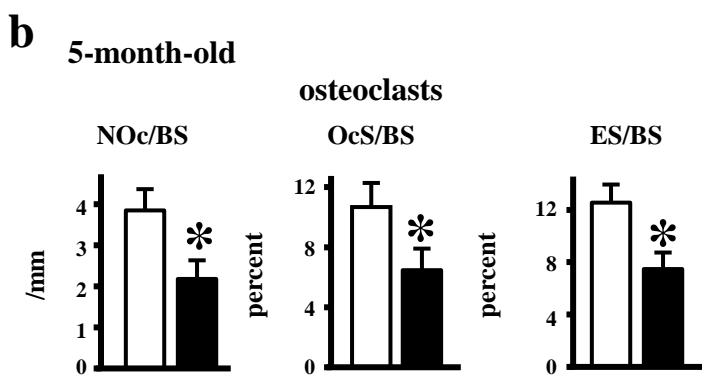 b
5-month-old
osteoclasts
NOc/BS
OcS/BS
ES/BS
/mm
4
3
2
1
0
*
percent
12
8
4
0
*
percent
12
8
4
0
*